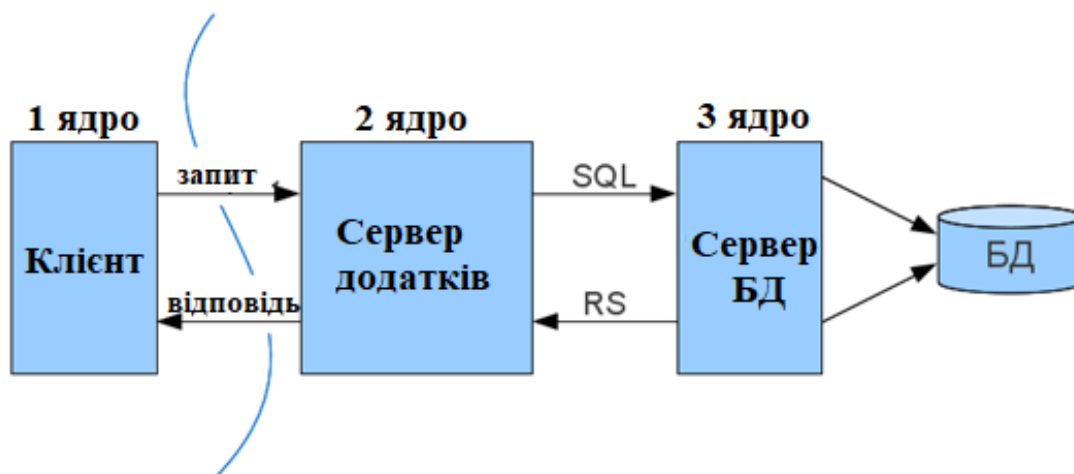 1 ядро
2 ядро
3 ядро
запит
SQL
Клієнт
Сервер
додатків
Сервер
БД
БД
відповідь
RS